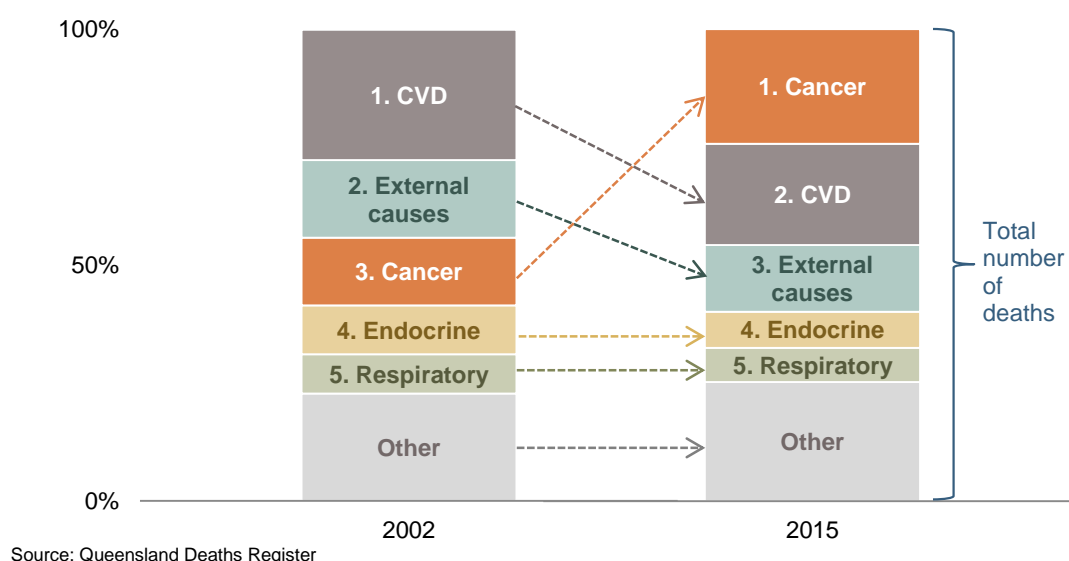 100%
50%
0%
1. CVD
2. External
causes
3. Cancer
4. Endocrine
5. Respiratory
Other
1. Cancer
2. CVD
3. External
causes
4. Endocrine
5. Respiratory
Other
Total
number
of
deaths
2002
2015
Source: Queensland Deaths Register